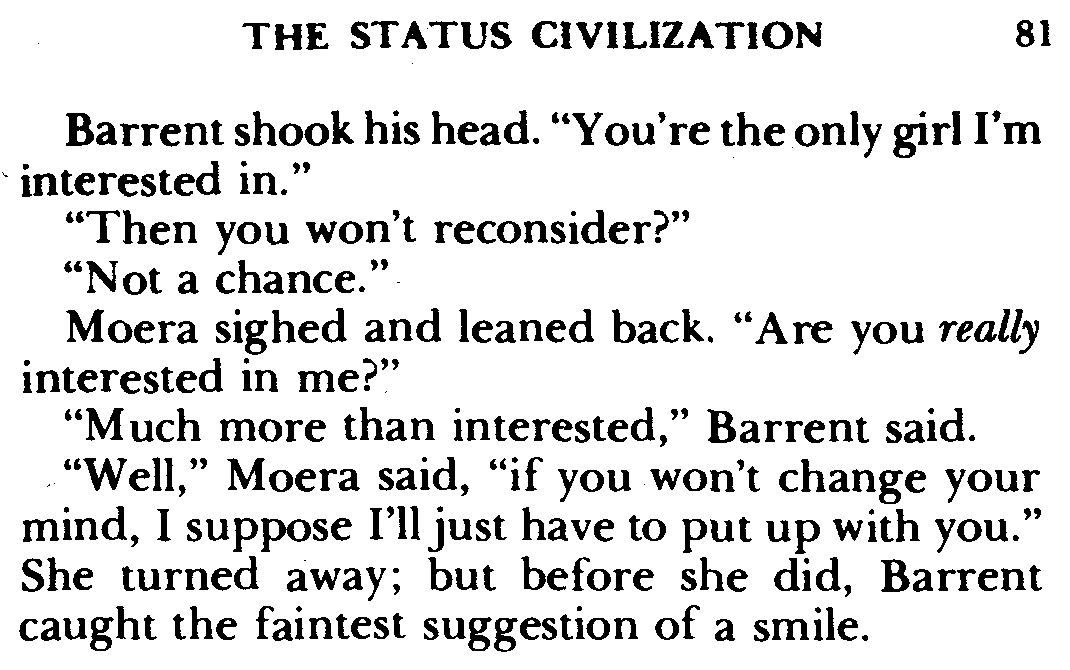 THE STATUS CIVILIZATION 81
Barrent shook his head. “You're the only girl I'm
interested in.”
“Then you won't reconsider?”
“Not a chance.”
Moera sighed and leaned back. “Are you really
interested in me?”
“Much more than interested,” Barrent said.
“Well,” Moera said, “if you won't change your
mind, I suppose I'll just have to put up with you.”
She turned away; but before she did, Barrent
caught the faintest suggestion of a smile.